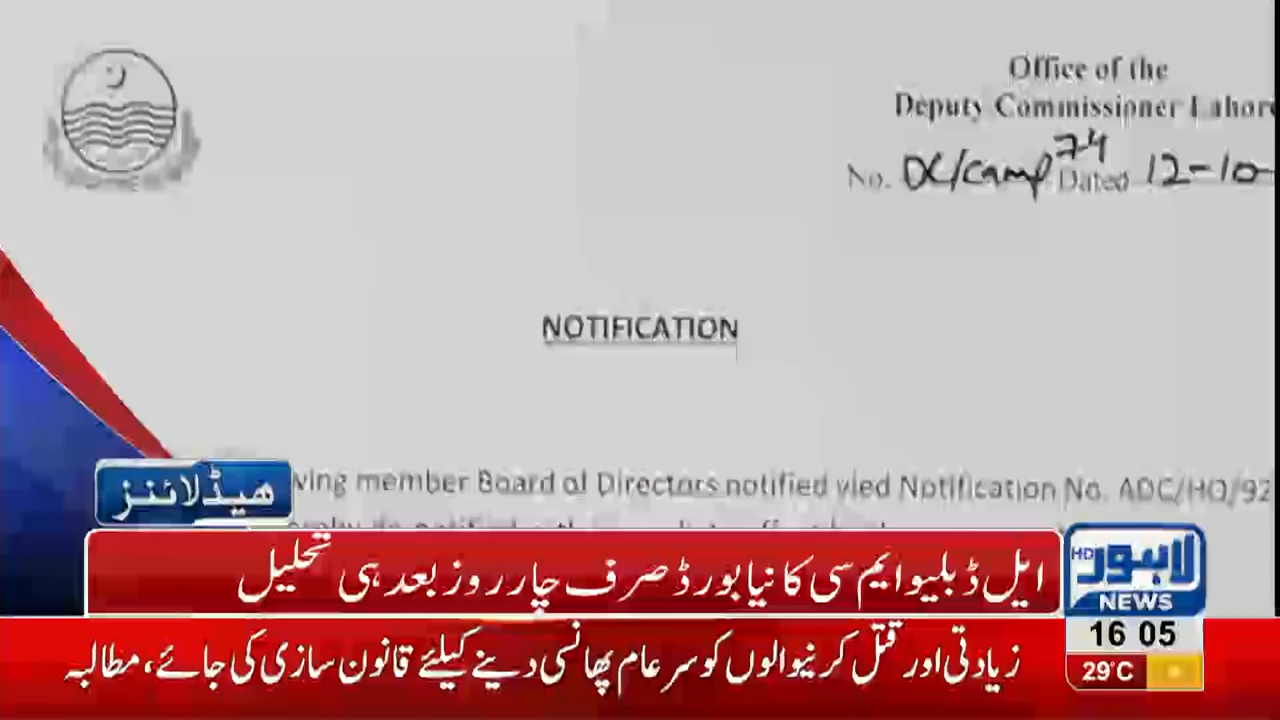 Office of the
Deputy Commissioner Lahore
No. DC/Camp 74 Dated 12-10-
NOTIFICATION
ving member Board of Directors notified vied Notification No. ADC/HQ/92
ھیڈلائنز
ایل ڈبلیو ایم سی کا نیا بورڈ صرف چار روز بعد ہی تحلیل
زیادتی اور قتل کرنیوالوں کو سرعام پھانسی دینے کیلئے قانون سازی کی جائے، مطالبہ
HD لاہور
NEWS
16 05
29°C